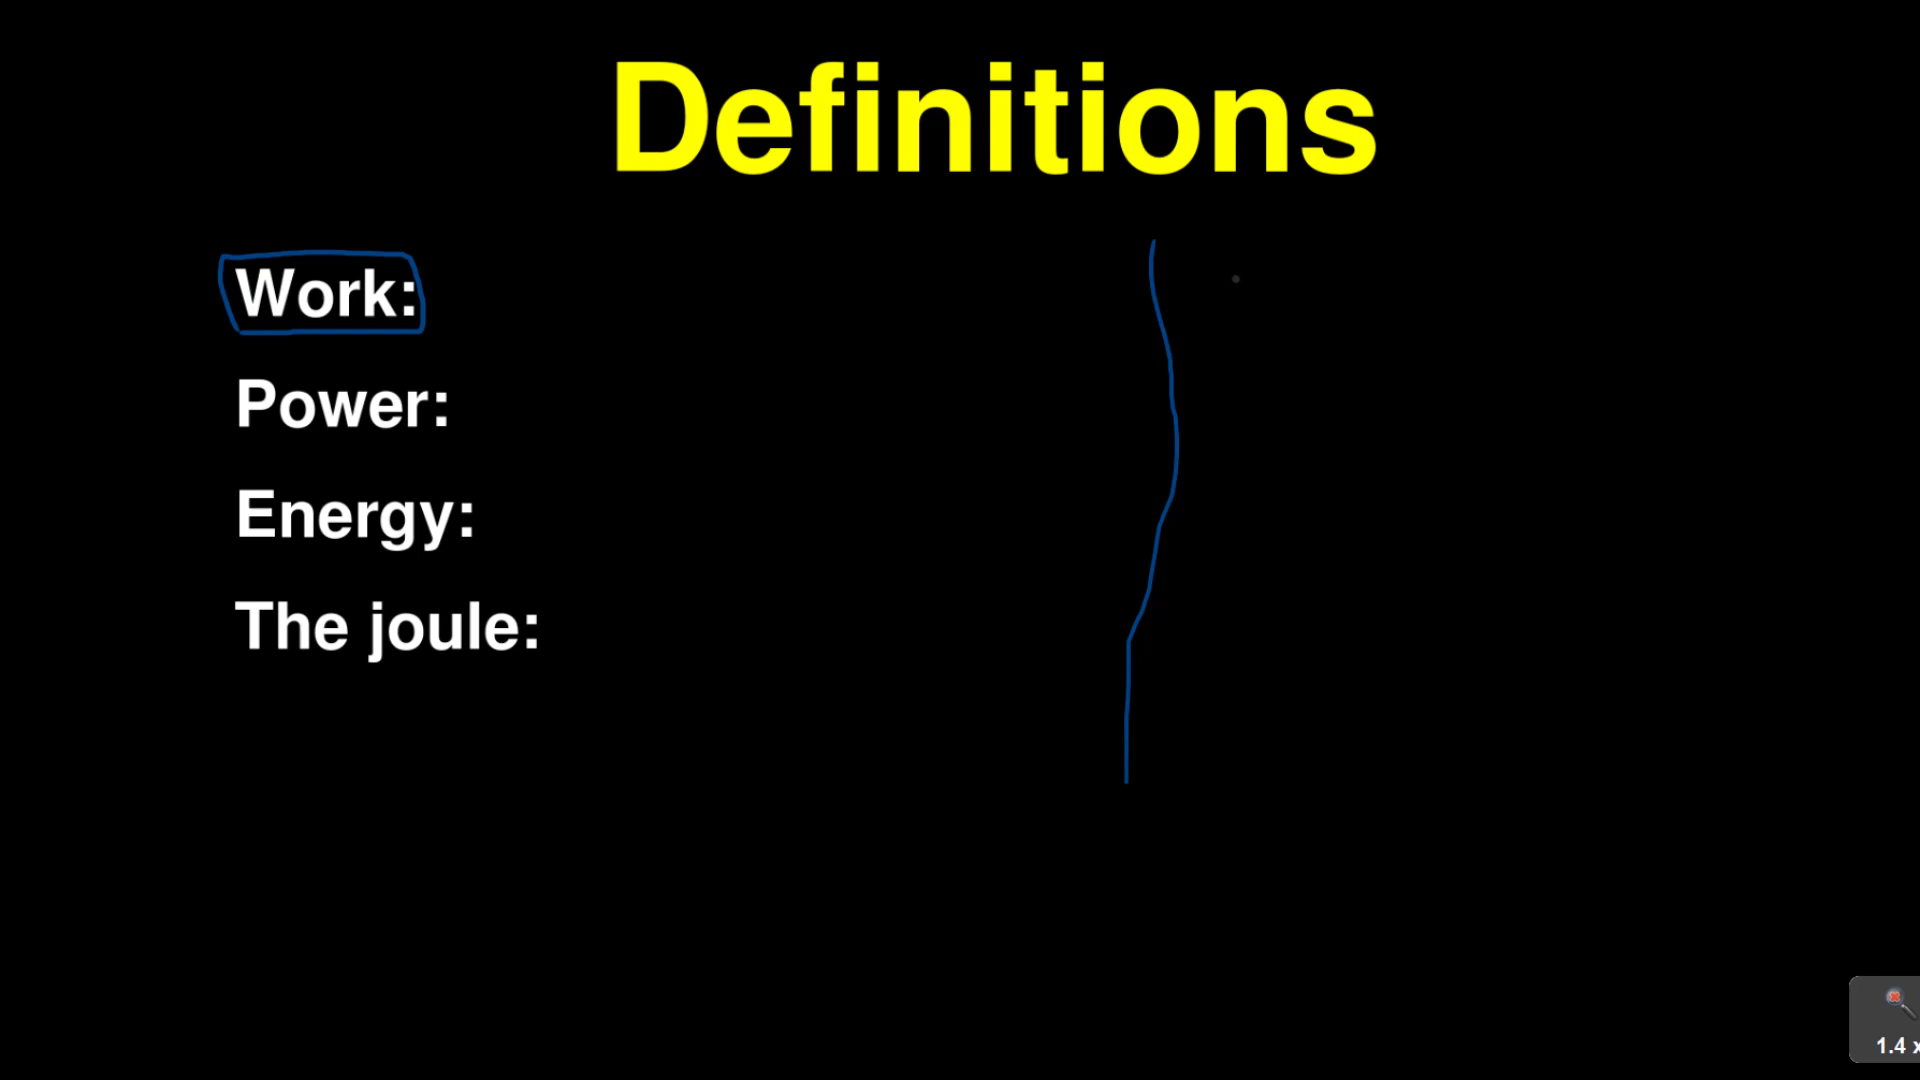 Definitions
Work:
Power:
Energy:
The joule:
1.4 x